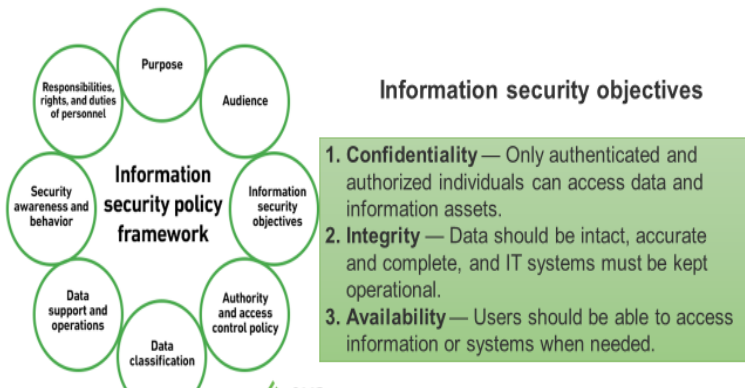 Purpose
Audience
Information
security
objectives
Authority
and access
control policy
Data
classification
Data
support and
operations
Security
awareness and
behavior
Responsibilities,
rights, and duties
of personnel
Information
security policy
framework
Information security objectives
1. Confidentiality — Only authenticated and
authorized individuals can access data and
information assets.
2. Integrity — Data should be intact, accurate
and complete, and IT systems must be kept
operational.
3. Availability — Users should be able to access
information or systems when needed.